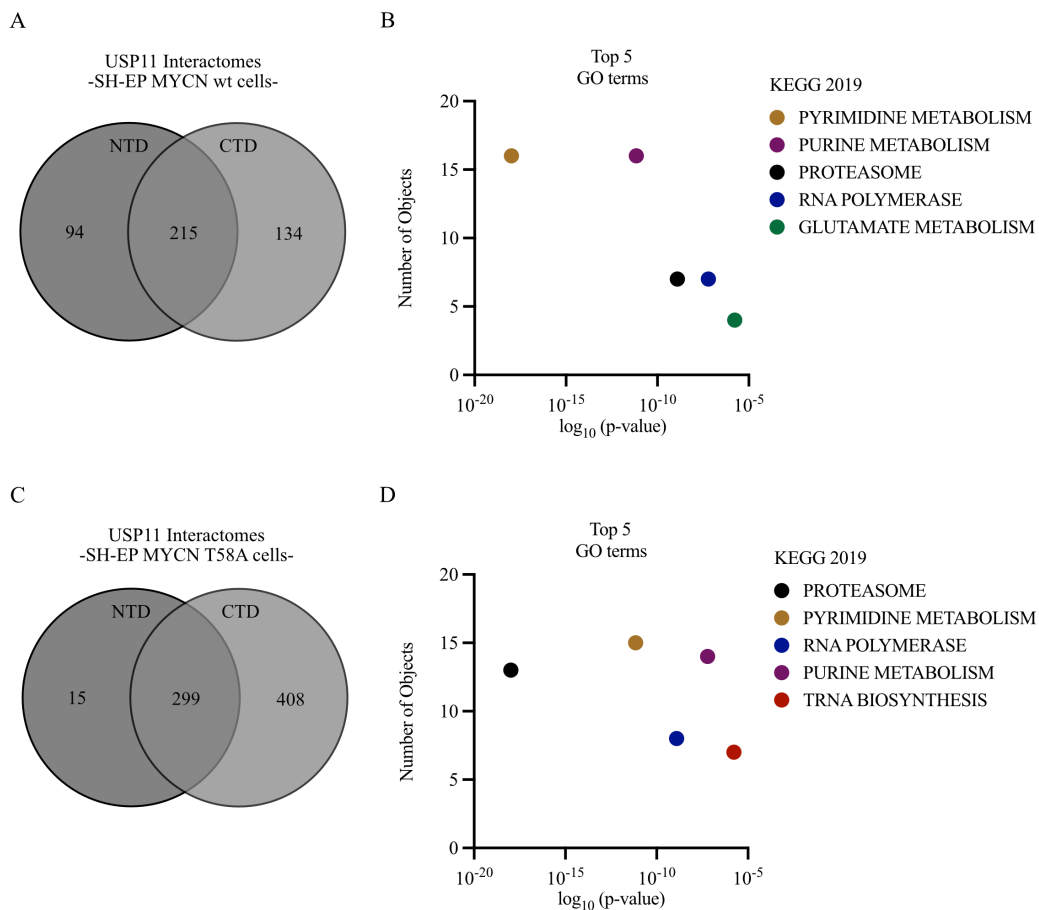 A
USP11 Interactomes
-SH-EP MYCN wt cells-
NTD
CTD
94
215
134
B
Top 5
GO terms
Number of Objects
20
15
10
5
0
10-20
10-15
10-10
10-5
log10 (p-value)
KEGG 2019
PYRIMIDINE METABOLISM
PURINE METABOLISM
PROTEASOME
RNA POLYMERASE
GLUTAMATE METABOLISM
C
USP11 Interactomes
-SH-EP MYCN T58A cells-
NTD
CTD
15
299
408
D
Top 5
GO terms
Number of Objects
20
15
10
5
0
10-20
10-15
10-10
10-5
log10 (p-value)
KEGG 2019
PROTEASOME
PYRIMIDINE METABOLISM
RNA POLYMERASE
PURINE METABOLISM
TRNA BIOSYNTHESIS